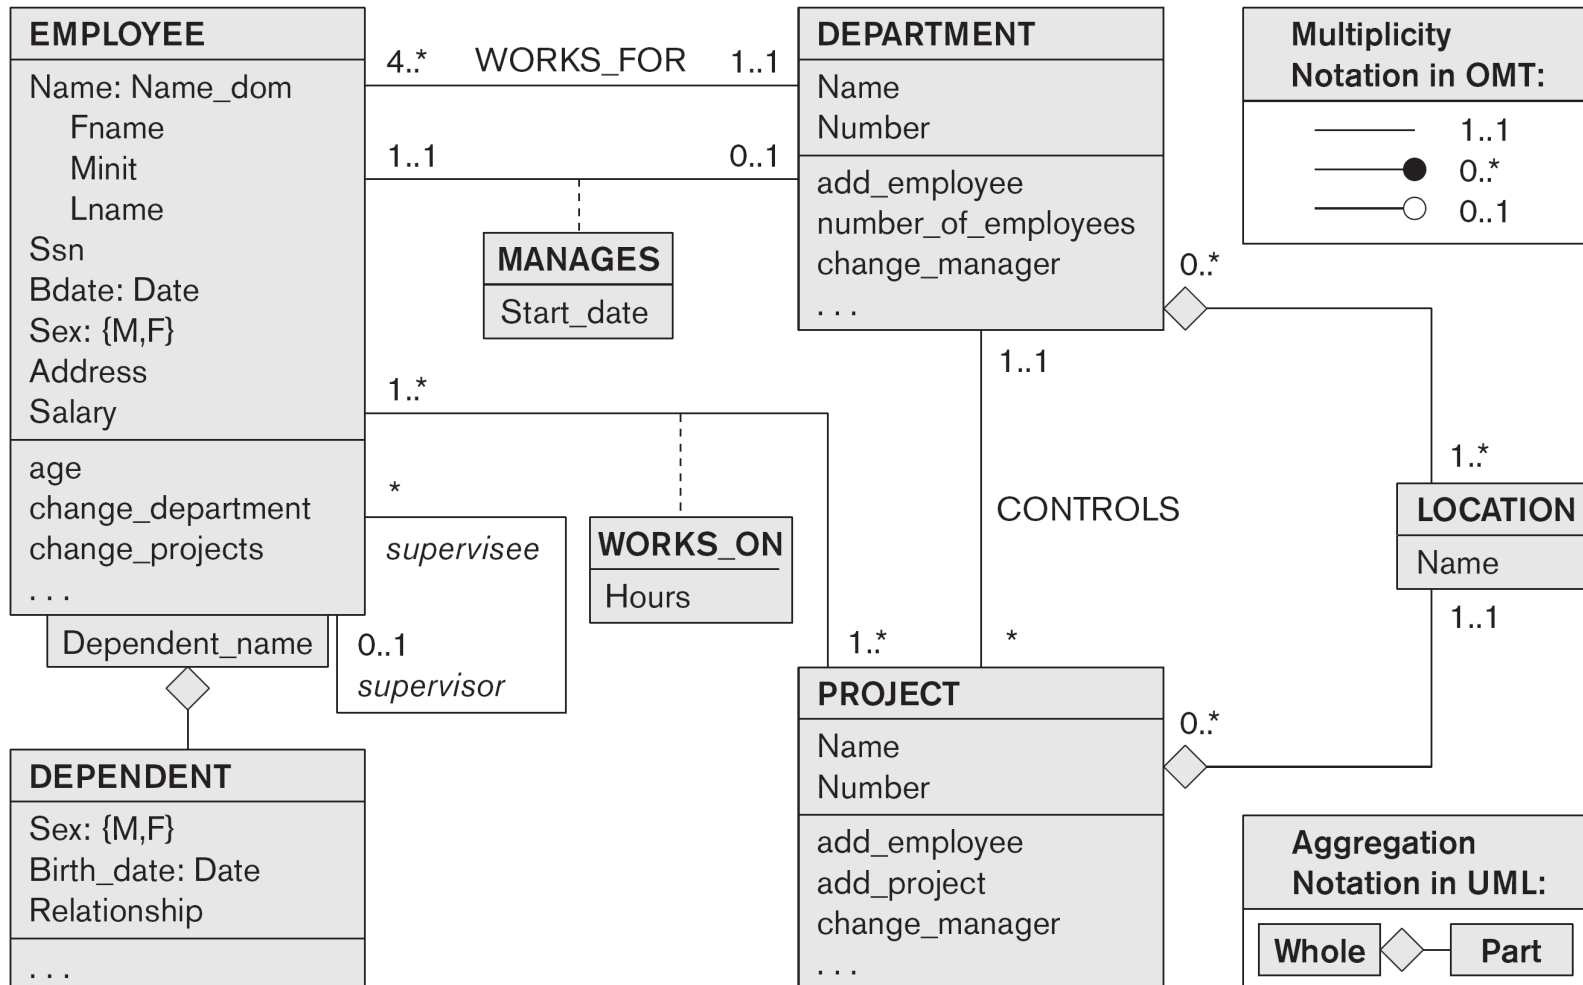 EMPLOYEE
Name: Name_dom
Fname
Minit
Lname
Ssn
Bdate: Date
Sex: {M,F}
Address
Salary
age
change_department
change_projects
. . .
Dependent_name
4..*
WORKS_FOR
1..1
1..1
0..1
MANAGES
Start_date
1..*
*
supervisee
0..1
supervisor
WORKS_ON
Hours
1..*
DEPARTMENT
Name
Number
add_employee
number_of_employees
change_manager
. . .
0..*
1..1
CONTROLS
*
1..*
LOCATION
Name
1..1
PROJECT
Name
Number
add_employee
add_project
change_manager
. . .
0..*
DEPENDENT
Sex: {M,F}
Birth_date: Date
Relationship
. . .
Multiplicity
Notation in OMT:
1..1
0..*
0..1
Aggregation
Notation in UML:
Whole
Part